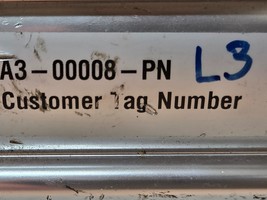 A3-00008-PN L3
Customer Tag Number